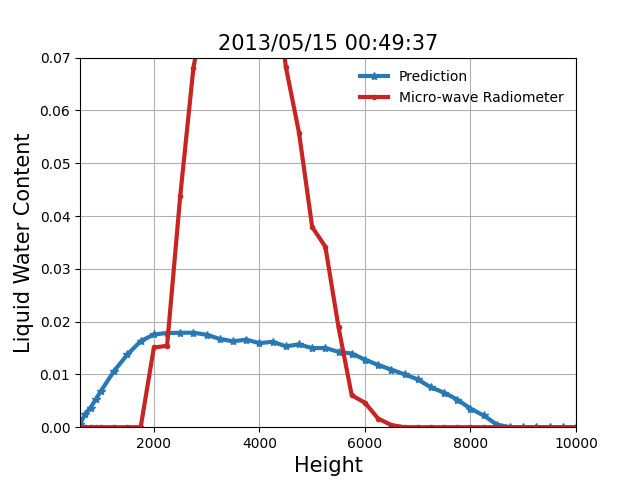 2013/05/15 00:49:37
Prediction
Micro-wave Radiometer
Liquid Water Content
0.07
0.06
0.05
0.04
0.03
0.02
0.01
0.00
2000 4000 6000 8000 10000
Height